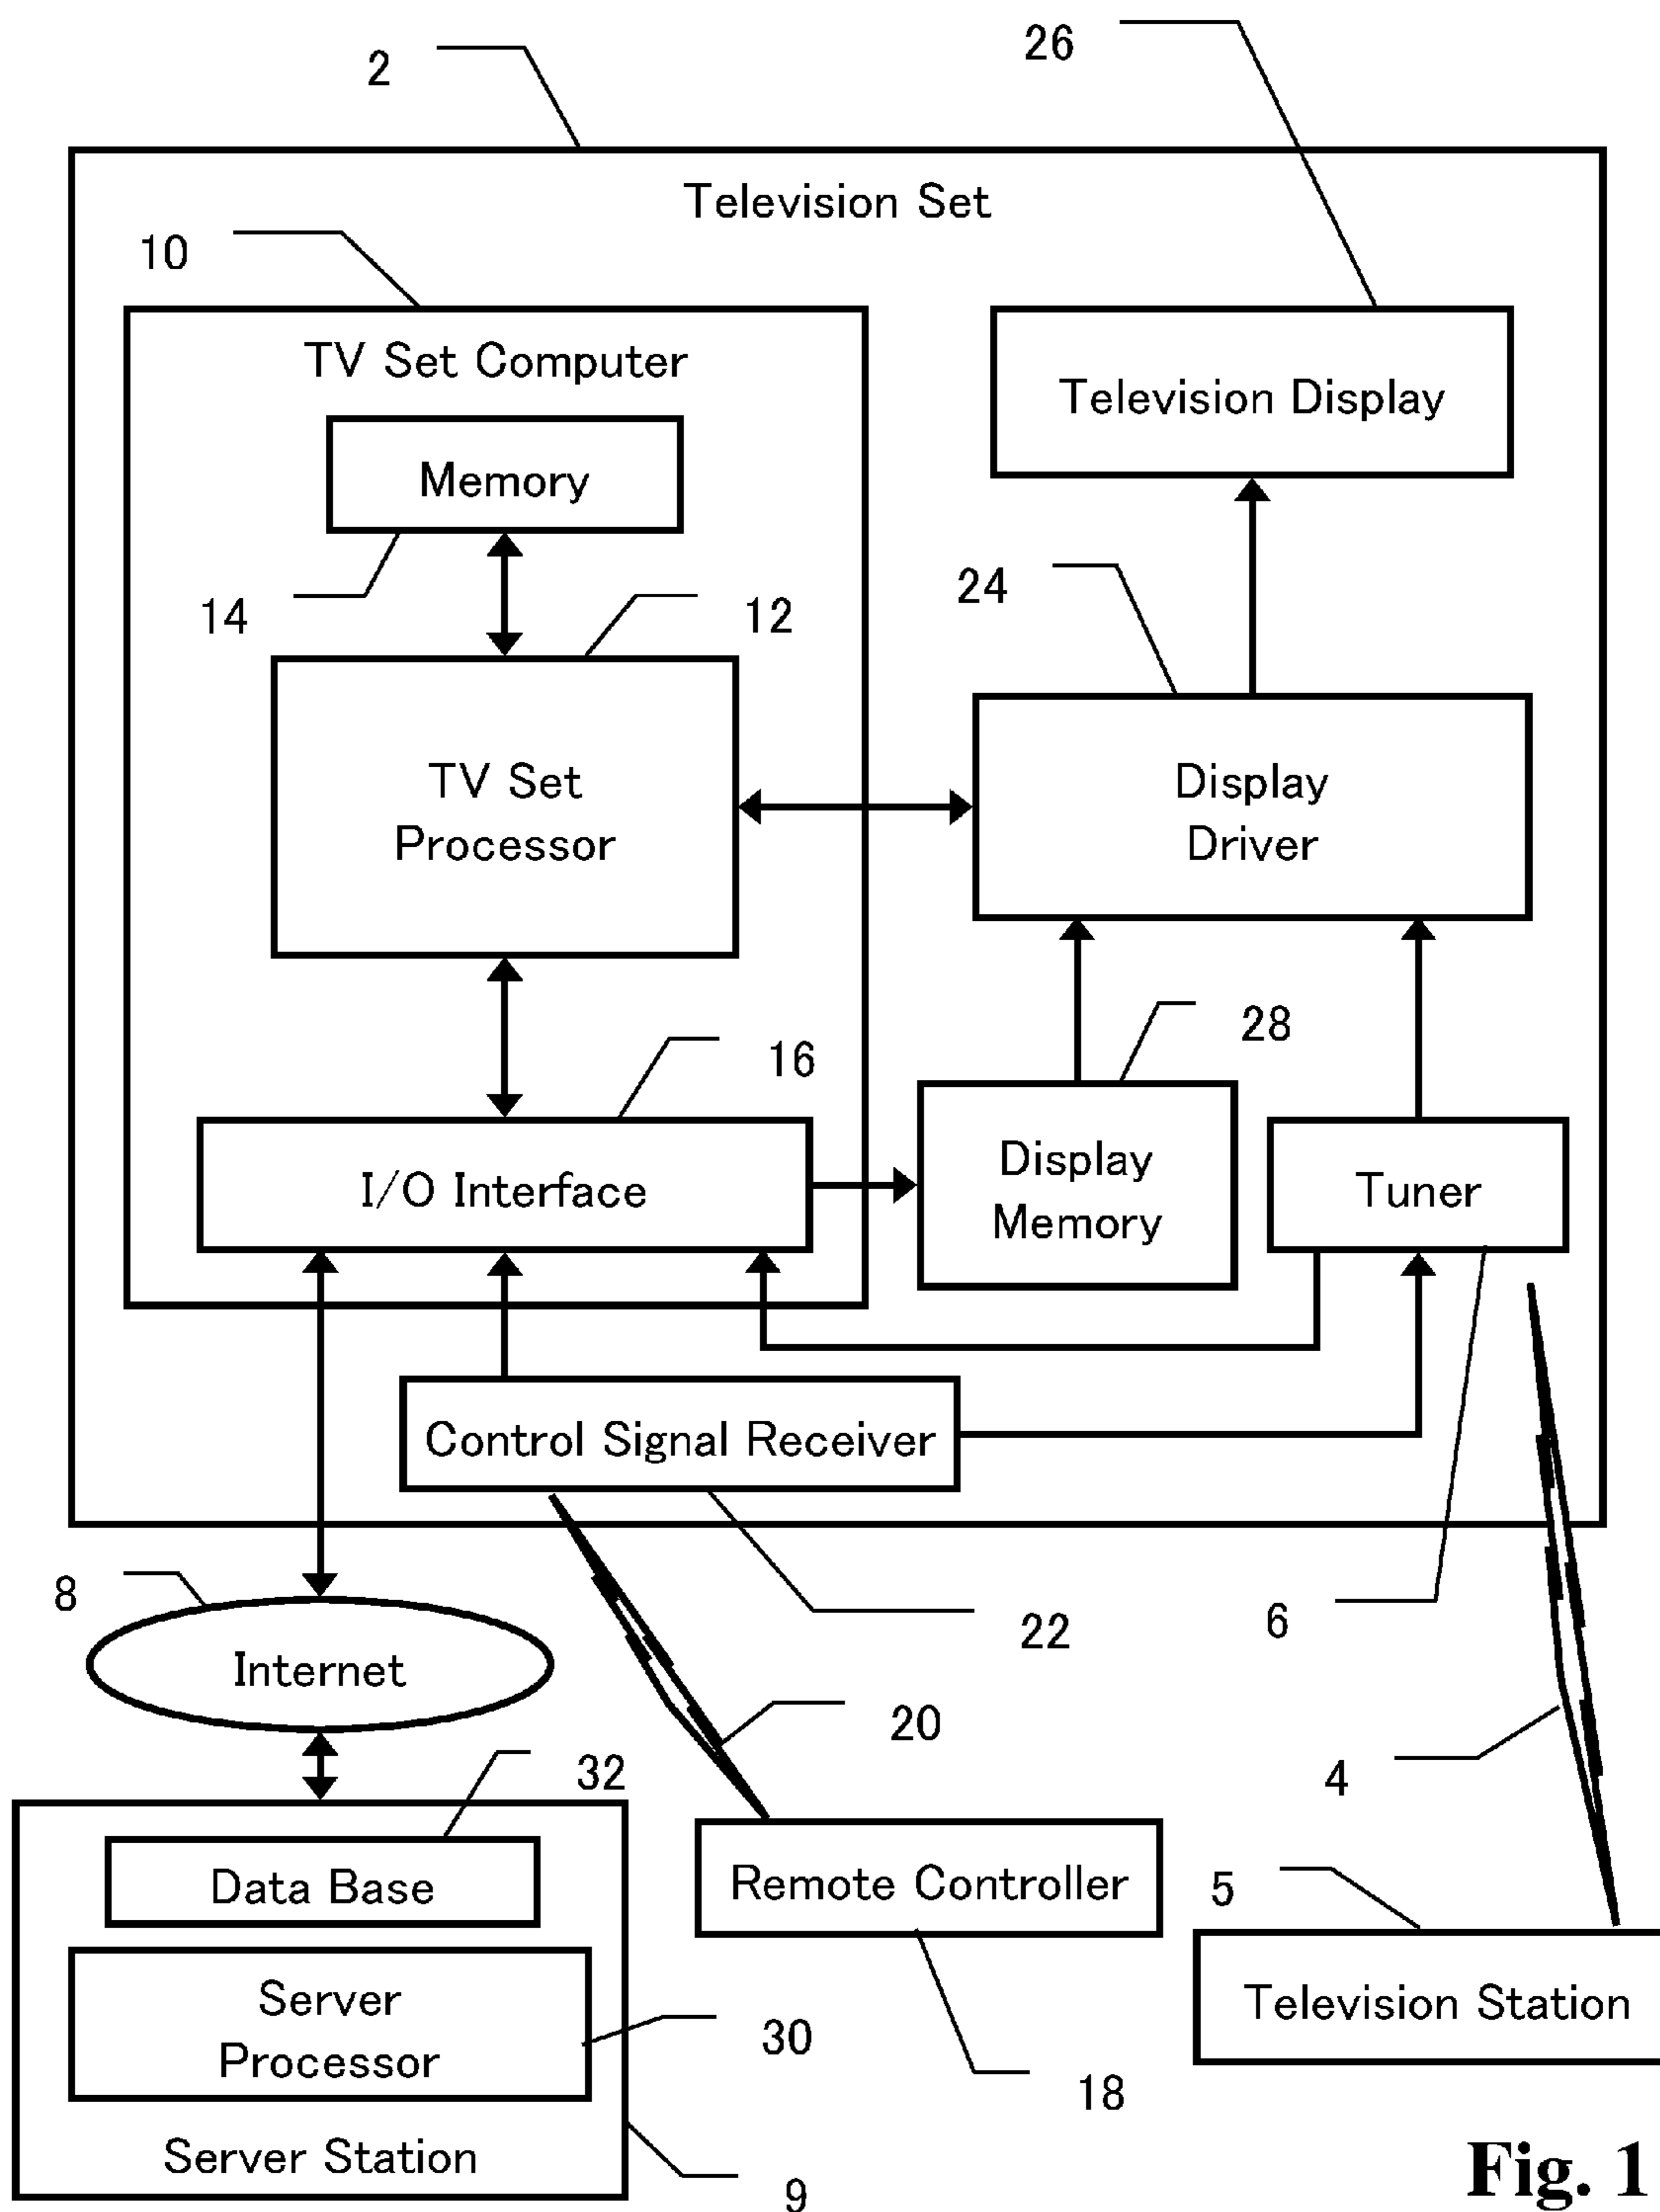 2
26
Television Set
10
TV Set Computer
Television Display
Memory
14
12
24
TV Set
Processor
Display
Driver
16
28
I/O Interface
Display
Memory
Tuner
Control Signal Receiver
8
22
6
Internet
20
4
32
Data Base
Remote Controller
5
Server
Processor
30
Television Station
18
Server Station
9
Fig. 1